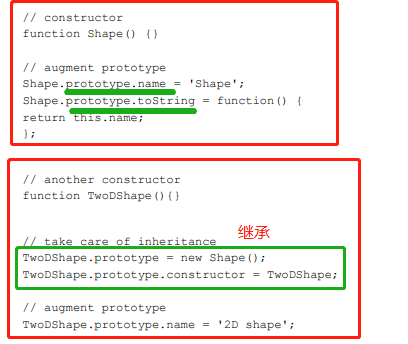 // constructor
function Shape() {}
// augment prototype
Shape.prototype.name = 'Shape';
Shape.prototype.toString = function() {
return this.name;
};
// another constructor
function TwoDShape(){}
继承
// take care of inheritance
TwoDShape.prototype = new Shape();
TwoDShape.prototype.constructor = TwoDShape;
// augment prototype
TwoDShape.prototype.name = '2D shape';